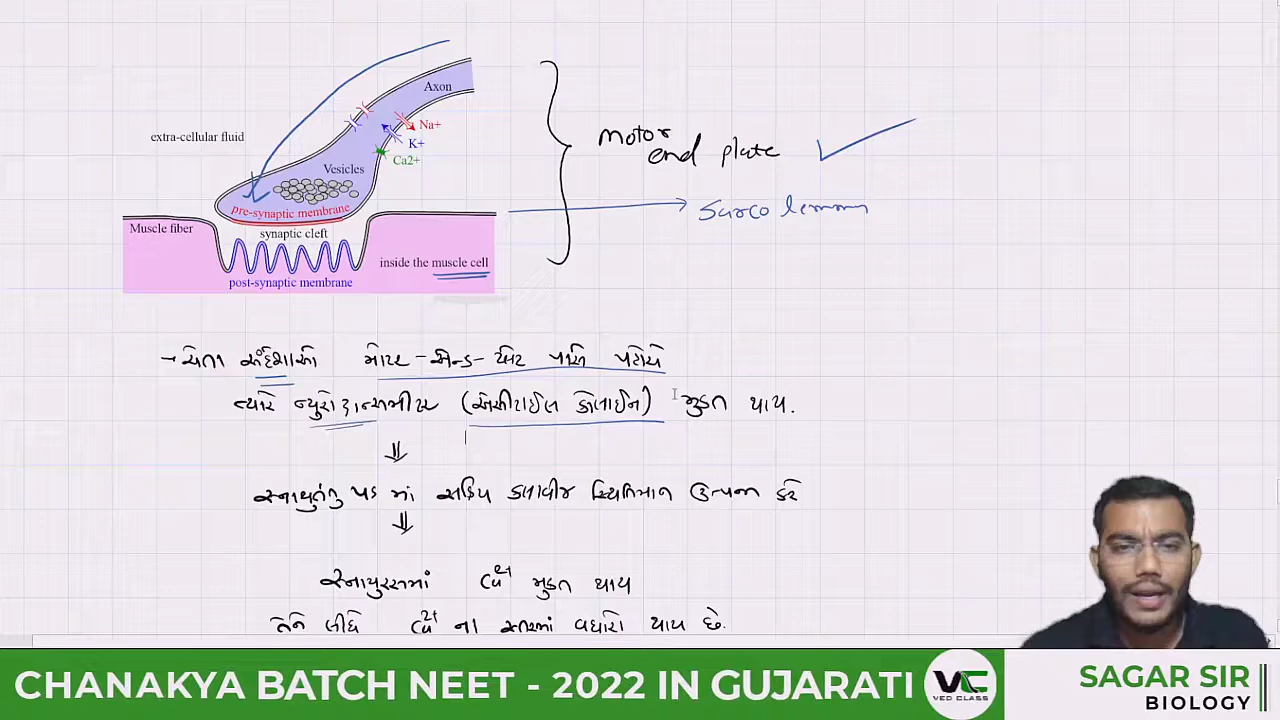 Axon
Na+
extra-cellular fluid
K+
Ca2+
motor
end plate
Vesicles
pre-synaptic membrane
Sarcolemma
Muscle fiber
synaptic cleft
inside the muscle cell
post-synaptic membrane
→ ચેતા સંદેશાઓ મોટર - એન્ડ - પ્લેટ પાસે પહોંચે
ત્યારે ન્યુરોટ્રાન્સમીટર (એસીટાઈલ કોલાઈન) મુક્ત થાય.
⇓
સ્નાયુતંતુ પડ માં સક્રિય કલાવીજ સ્થિતિમાન ઉત્પન્ન કરે
⇓
સ્નાયુરસમાં Ca2+ મુક્ત થાય
તેને લીધે Ca2+ ના સ્તરમાં વધારો થાય છે.
CHANAKYA BATCH NEET - 2022 IN GUJARATI
VC
VED CLASS
SAGAR SIR
BIOLOGY